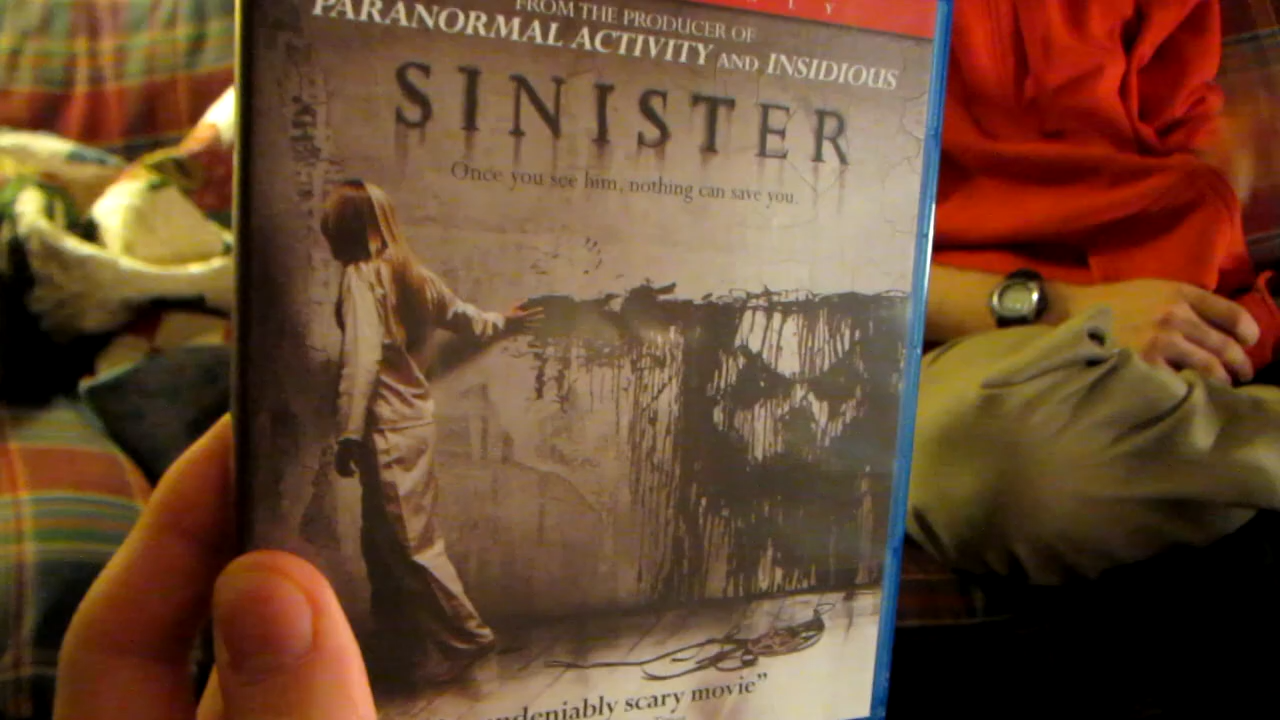 FROM THE PRODUCER OF
PARANORMAL ACTIVITY AND INSIDIOUS
SINISTER
Once you see him, nothing can save you.
scary movie"